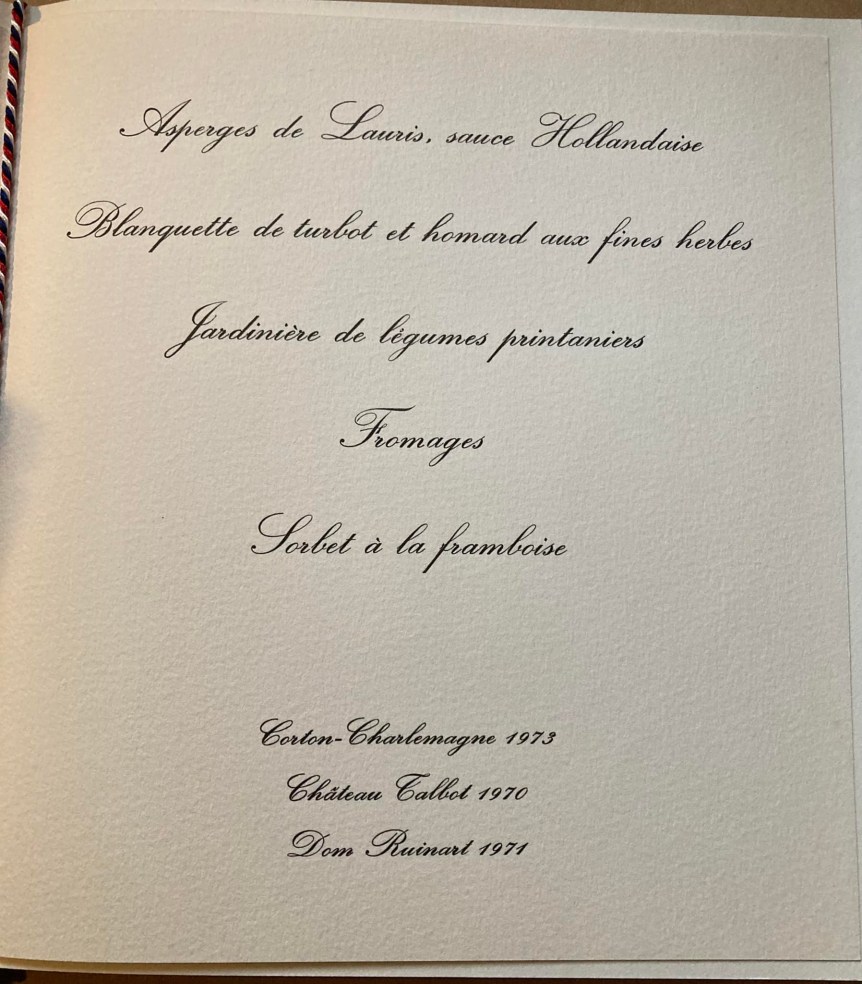 Asperges de Lauris, sauce Hollandaise
Blanquette de turbot et homard aux fines herbes
Jardinière de légumes printaniers
Fromages
Sorbet à la framboise
Corton-Charlemagne 1973
Château Talbot 1970
Dom Ruinart 1971